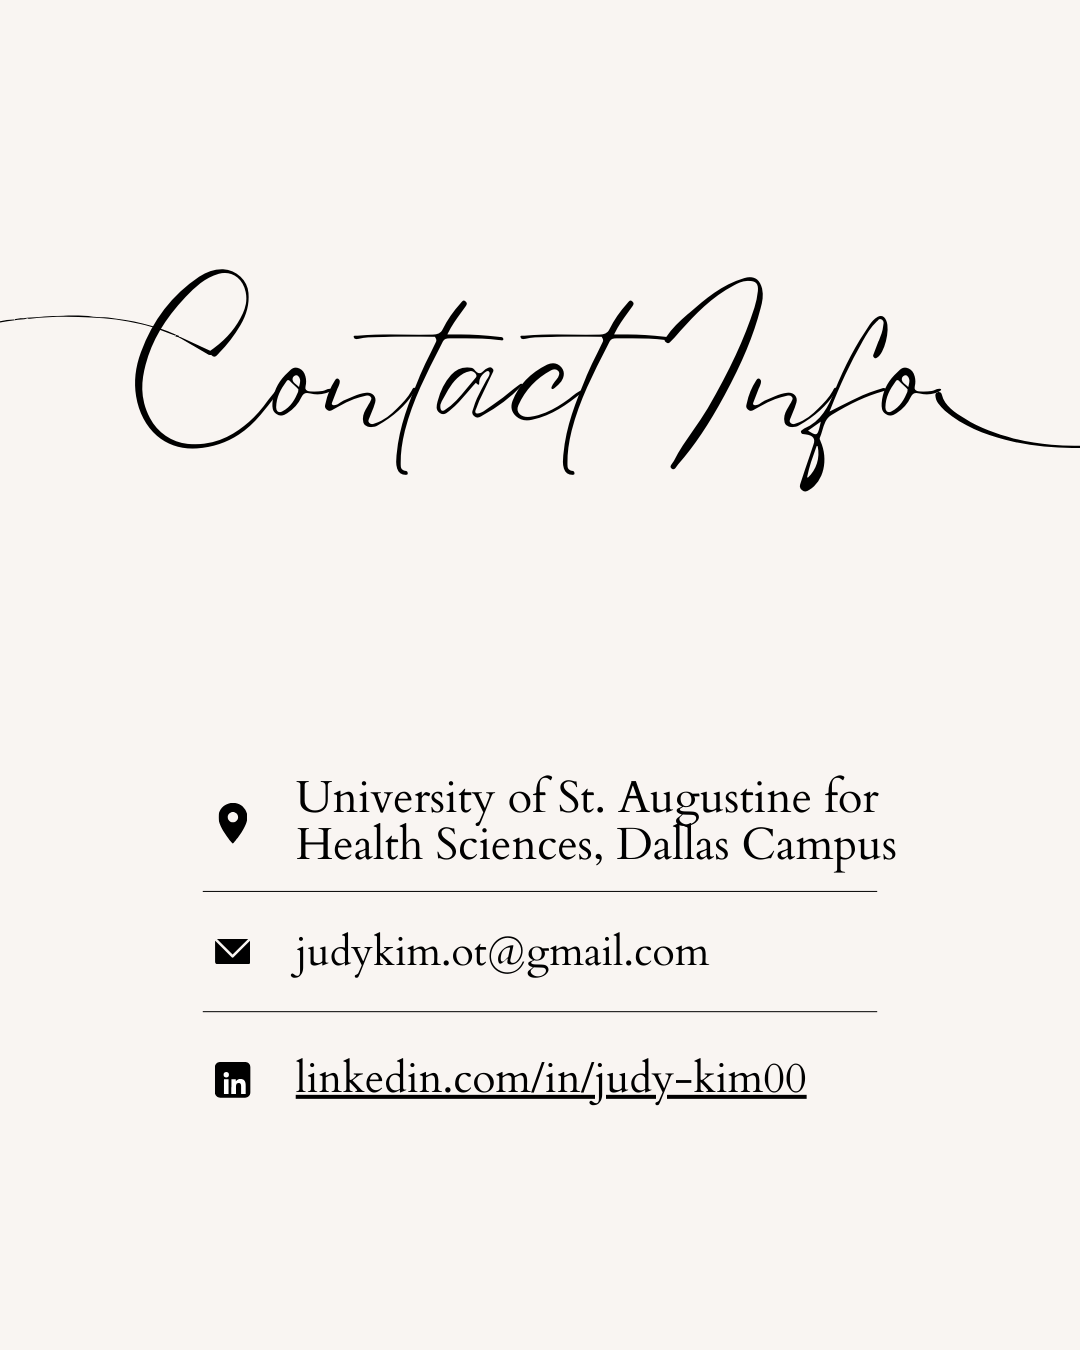 Contact Info
University of St. Augustine for
Health Sciences, Dallas Campus
judykim.ot@gmail.com
in
linkedin.com/in/judy-kim00